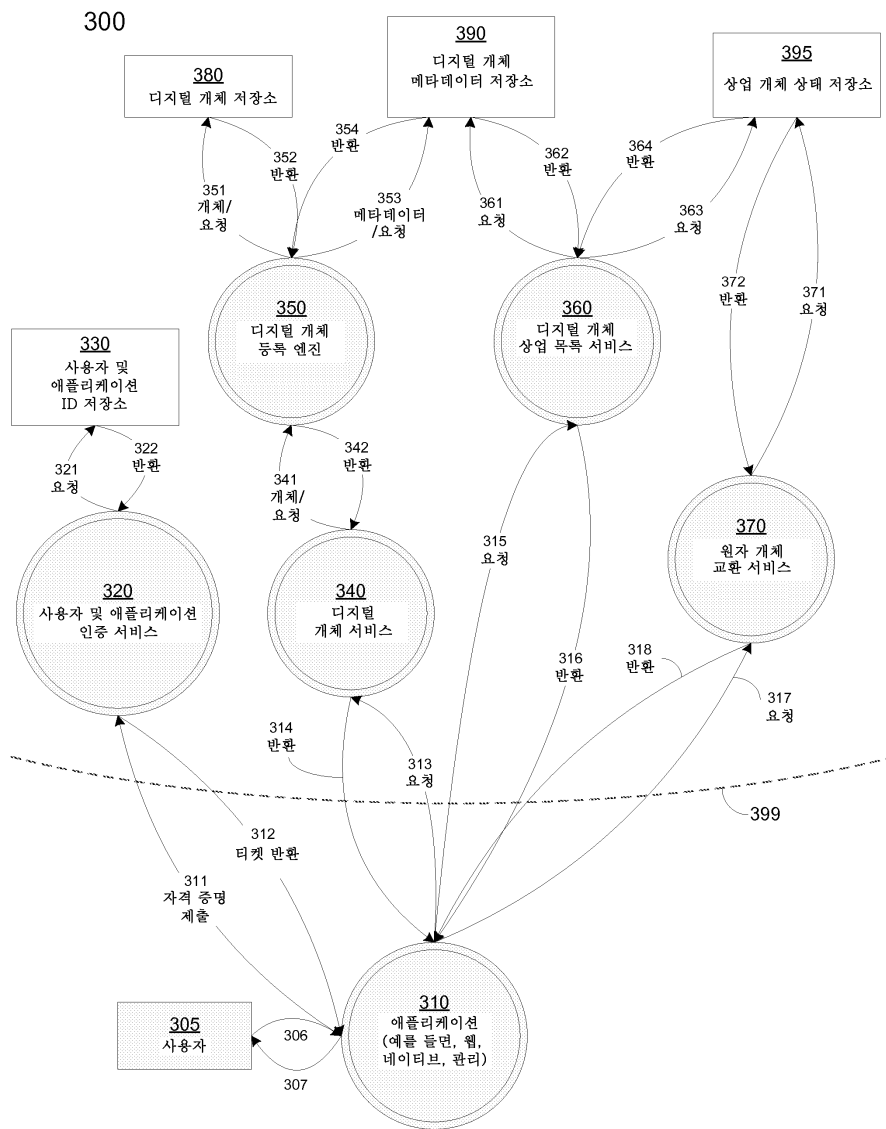 300
380
디지털 개체 저장소
390
디지털 개체
메타데이터 저장소
395
상업 개체 상태 저장소
351
개체/
요청
352
반환
354
반환
353
메타데이터
/요청
361
요청
362
반환
364
반환
363
요청
372
반환
371
요청
350
디지털 개체
등록 엔진
360
디지털 개체
상업 목록 서비스
330
사용자 및
애플리케이션
ID 저장소
321
요청
322
반환
341
개체/
요청
342
반환
315
요청
370
원자 개체
교환 서비스
320
사용자 및 애플리케이션
인증 서비스
340
디지털
개체 서비스
316
반환
318
반환
317
요청
314
반환
313
요청
399
312
티켓 반환
311
자격 증명
제출
305
사용자
306
307
310
애플리케이션
(예를 들면, 웹,
네이티브, 관리)